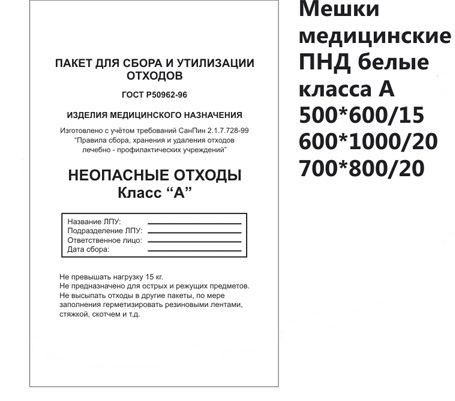 ПАКЕТ ДЛЯ СБОРА И УТИЛИЗАЦИИ
ОТХОДОВ
ГОСТ Р50962-96
ИЗДЕЛИЯ МЕДИЦИНСКОГО НАЗНАЧЕНИЯ
Изготовлено с учётом требований СанПин 2.1.7.728-99
“Правила сбора, хранения и удаления отходов
лечебно - профилактических учреждений”
НЕОПАСНЫЕ ОТХОДЫ
Класс “А”
Название ЛПУ:
Подразделение ЛПУ:
Ответственное лицо:
Дата сбора:
Не превышать нагрузку 15 кг.
Не предназначено для острых и режущих предметов.
Не высыпать отходы в другие пакеты, по мере
заполнения герметизировать резиновыми лентами,
стяжкой, скотчем и т.д.
Мешки
медицинские
ПНД белые
класса А
500*600/15
600*1000/20
700*800/20